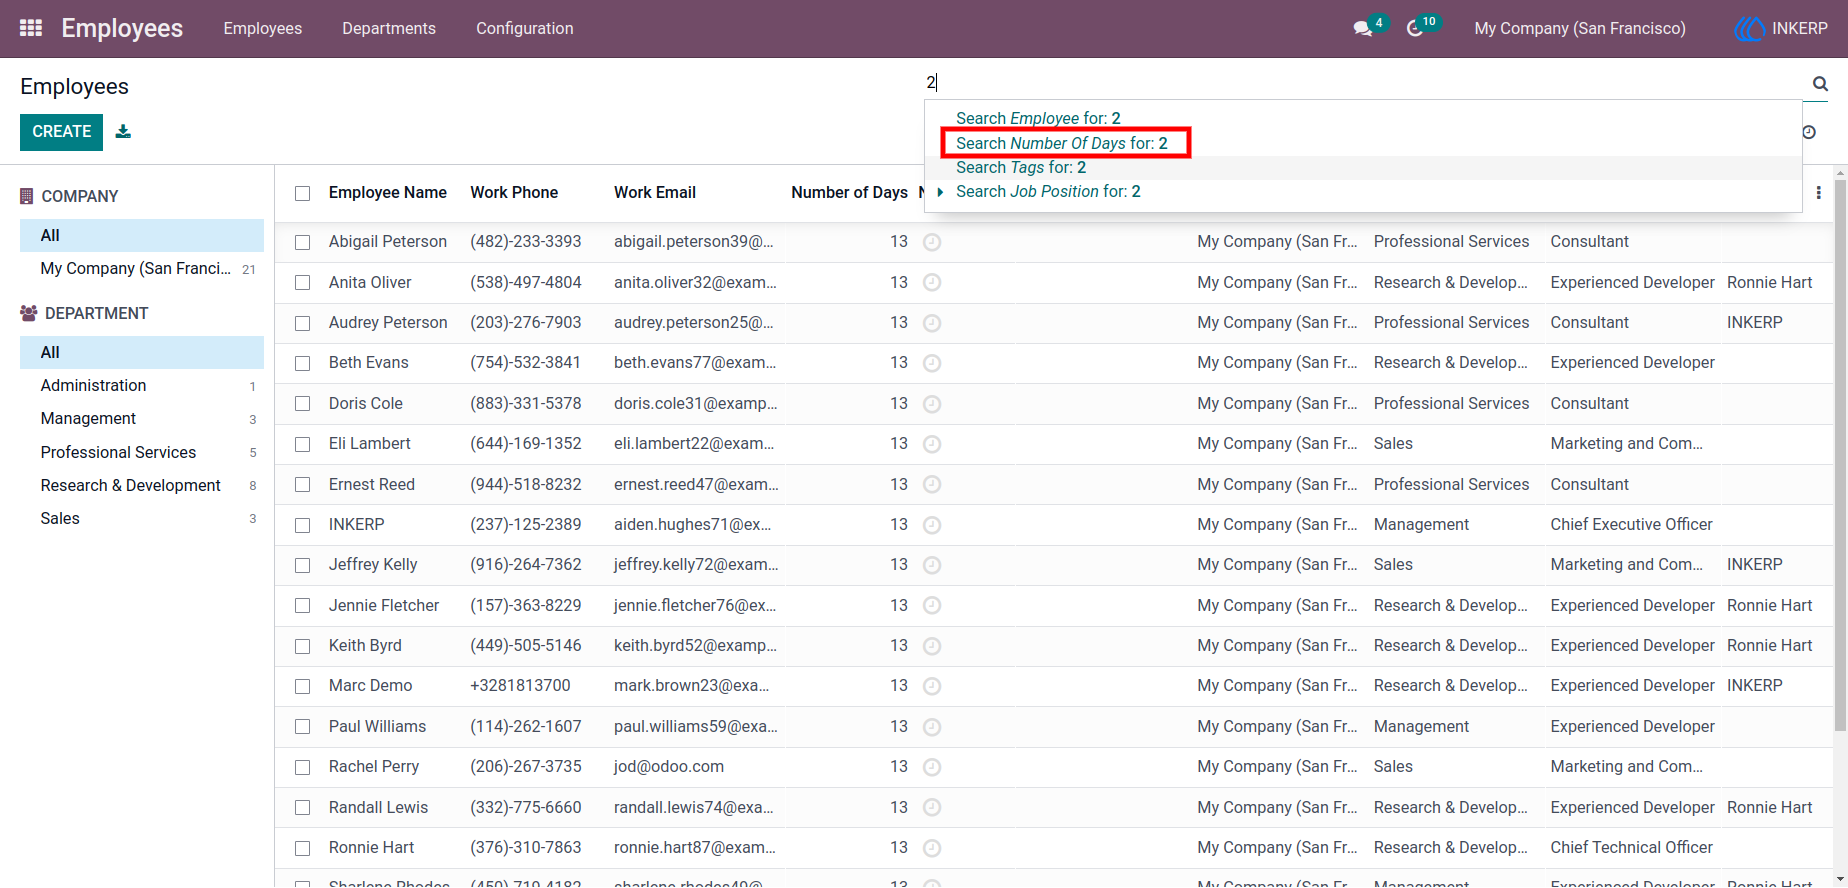 Employees Employees Departments Configuration 4 10 My Company (San Francisco) INKERP
Employees
2
CREATE
Search Employee for: 2
Search Number Of Days for: 2
Search Tags for: 2
Search Job Position for: 2
COMPANY
All
My Company (San Franci... 21
DEPARTMENT
All
Administration 1
Management 3
Professional Services 5
Research & Development 8
Sales 3
Employee Name Work Phone Work Email Number of Days
Abigail Peterson (482)-233-3393 abigail.peterson39@... 13 My Company (San Fr... Professional Services Consultant
Anita Oliver (538)-497-4804 anita.oliver32@exam... 13 My Company (San Fr... Research & Develop... Experienced Developer Ronnie Hart
Audrey Peterson (203)-276-7903 audrey.peterson25@... 13 My Company (San Fr... Professional Services Consultant INKERP
Beth Evans (754)-532-3841 beth.evans77@exam... 13 My Company (San Fr... Research & Develop... Experienced Developer
Doris Cole (883)-331-5378 doris.cole31@examp... 13 My Company (San Fr... Professional Services Consultant
Eli Lambert (644)-169-1352 eli.lambert22@exam... 13 My Company (San Fr... Sales Marketing and Com...
Ernest Reed (944)-518-8232 ernest.reed47@exam... 13 My Company (San Fr... Professional Services Consultant
INKERP (237)-125-2389 aiden.hughes71@ex... 13 My Company (San Fr... Management Chief Executive Officer
Jeffrey Kelly (916)-264-7362 jeffrey.kelly72@exam... 13 My Company (San Fr... Sales Marketing and Com... INKERP
Jennie Fletcher (157)-363-8229 jennie.fletcher76@ex... 13 My Company (San Fr... Research & Develop... Experienced Developer Ronnie Hart
Keith Byrd (449)-505-5146 keith.byrd52@examp... 13 My Company (San Fr... Research & Develop... Experienced Developer Ronnie Hart
Marc Demo +3281813700 mark.brown23@exa... 13 My Company (San Fr... Research & Develop... Experienced Developer INKERP
Paul Williams (114)-262-1607 paul.williams59@exa... 13 My Company (San Fr... Management Experienced Developer
Rachel Perry (206)-267-3735 jod@odoo.com 13 My Company (San Fr... Sales Marketing and Com...
Randall Lewis (332)-775-6660 randall.lewis74@exa... 13 My Company (San Fr... Research & Develop... Experienced Developer Ronnie Hart
Ronnie Hart (376)-310-7863 ronnie.hart87@exam... 13 My Company (San Fr... Research & Develop... Chief Technical Officer